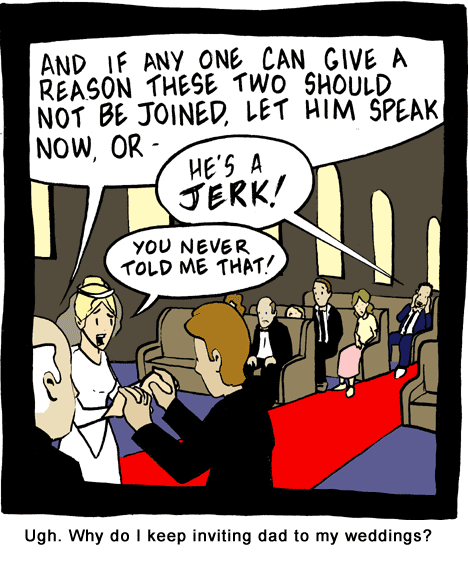 AND IF ANY ONE CAN GIVE A
REASON THESE TWO SHOULD
NOT BE JOINED, LET HIM SPEAK
NOW, OR -
HE'S A
JERK!
YOU NEVER
TOLD ME THAT!
Ugh. Why do I keep inviting dad to my weddings?